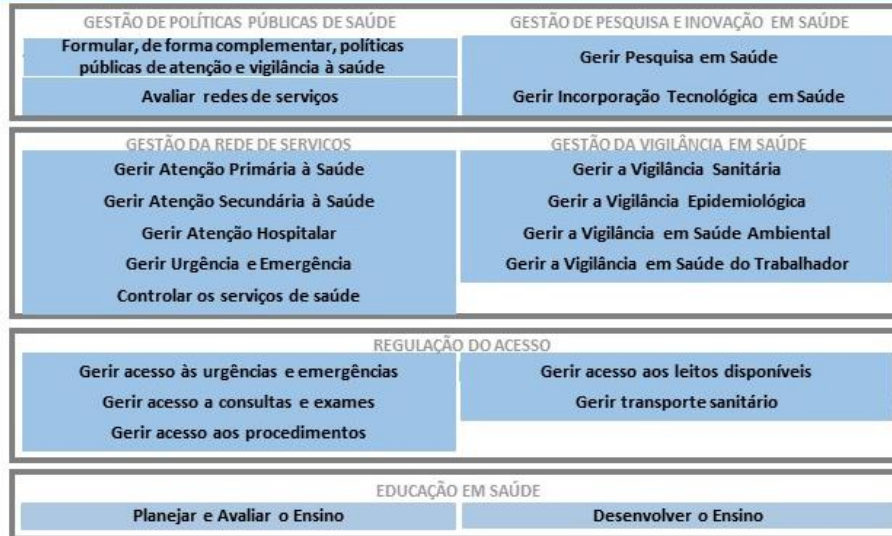 GESTÃO DE POLÍTICAS PÚBLICAS DE SAÚDE
Formular, de forma complementar, políticas
públicas de atenção e vigilância à saúde
Avaliar redes de serviços
GESTÃO DE PESQUISA E INOVAÇÃO EM SAÚDE
Gerir Pesquisa em Saúde
Gerir Incorporação Tecnológica em Saúde
GESTÃO DA REDE DE SERVICOS
Gerir Atenção Primária à Saúde
Gerir Atenção Secundária à Saúde
Gerir Atenção Hospitalar
Gerir Urgência e Emergência
Controlar os serviços de saúde
GESTÃO DA VIGILÂNCIA EM SAÚDE
Gerir a Vigilância Sanitária
Gerir a Vigilância Epidemiológica
Gerir a Vigilância em Saúde Ambiental
Gerir a Vigilância em Saúde do Trabalhador
REGULAÇÃO DO ACESSO
Gerir acesso às urgências e emergências
Gerir acesso a consultas e exames
Gerir acesso aos procedimentos
Gerir acesso aos leitos disponíveis
Gerir transporte sanitário
EDUCAÇÃO EM SAÚDE
Planejar e Avaliar o Ensino
Desenvolver o Ensino